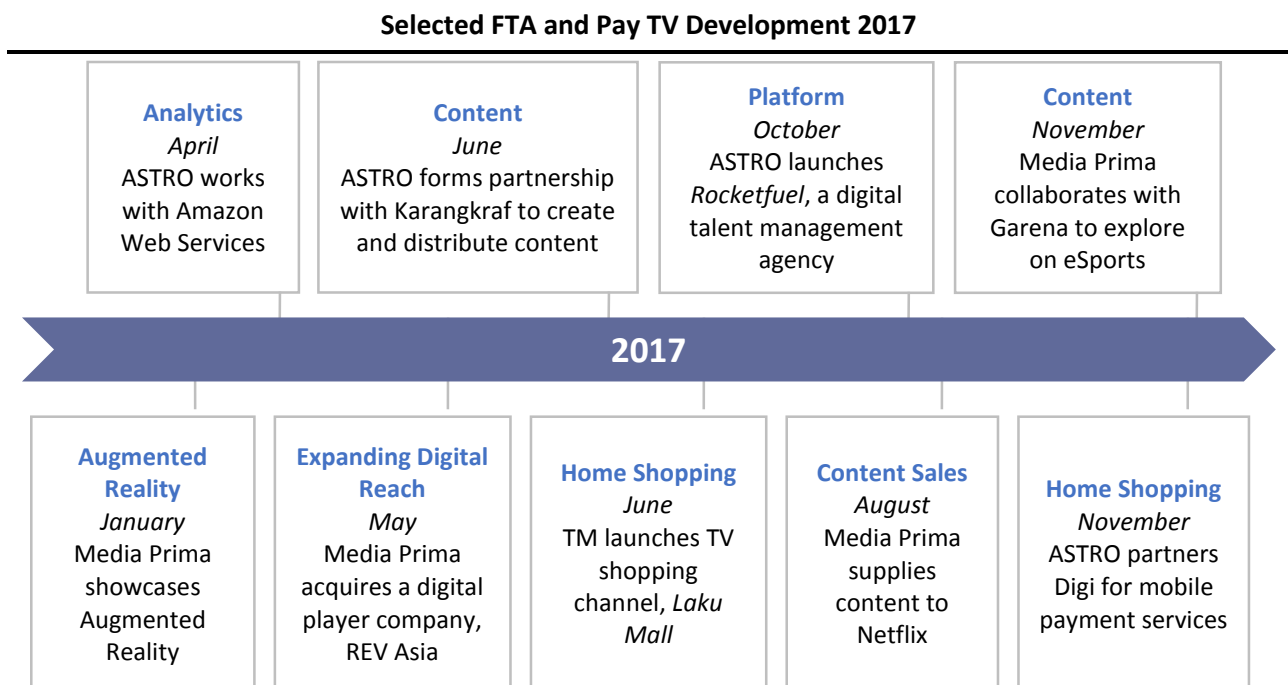 Selected FTA and Pay TV Development 2017
Analytics
April
ASTRO works
with Amazon
Web Services
Content
June
ASTRO forms partnership
with Karangkraf to create
and distribute content
Platform
October
ASTRO launches
Rocketfuel, a digital
talent management
agency
Content
November
Media Prima
collaborates with
Garena to explore
on eSports
2017
Augmented
Reality
January
Media Prima
showcases
Augmented
Reality
Expanding Digital
Reach
May
Media Prima
acquires a digital
player company,
REV Asia
Home Shopping
June
TM launches TV
shopping
channel, Laku
Mall
Content Sales
August
Media Prima
supplies
content to
Netflix
Home Shopping
November
ASTRO partners
Digi for mobile
payment services